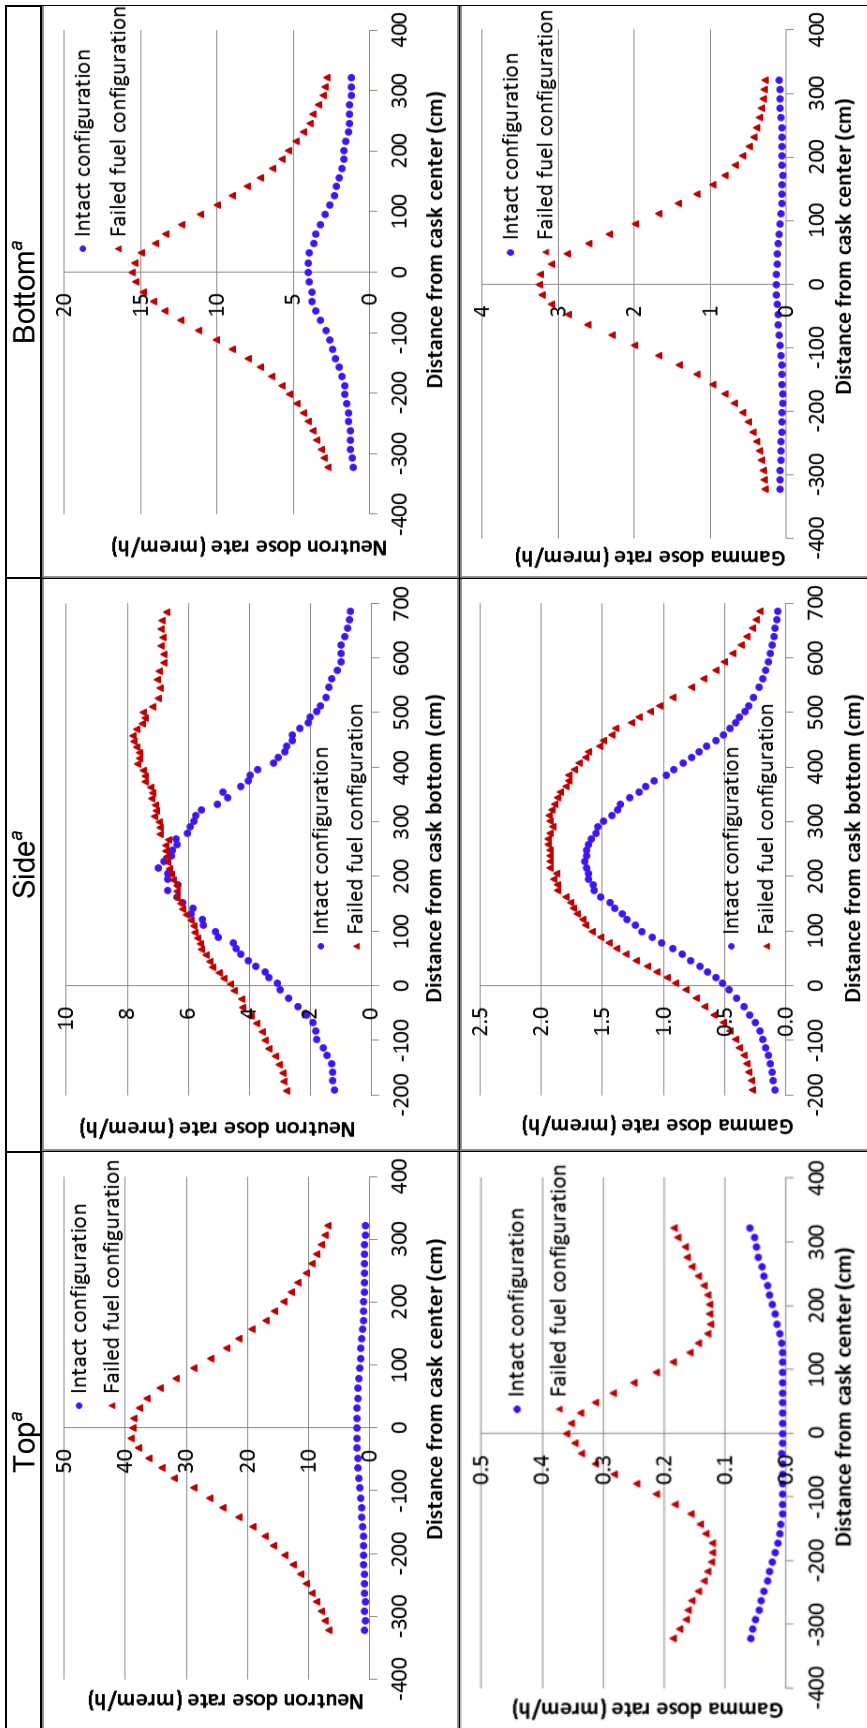 Top^a
Side^a
Bottom^a
Neutron dose rate (mrem/h)
50
40
30
20
10
0
Intact configuration
Failed fuel configuration
-400 -300 -200 -100 0 100 200 300 400
Distance from cask center (cm)
Neutron dose rate (mrem/h)
10
8
6
4
2
0
Intact configuration
Failed fuel configuration
-200 -100 0 100 200 300 400 500 600 700
Distance from cask bottom (cm)
Neutron dose rate (mrem/h)
20
15
10
5
0
Intact configuration
Failed fuel configuration
-400 -300 -200 -100 0 100 200 300 400
Distance from cask center (cm)
Gamma dose rate (mrem/h)
0.5
0.4
0.3
0.2
0.1
0.0
Intact configuration
Failed fuel configuration
-400 -300 -200 -100 0 100 200 300 400
Distance from cask center (cm)
Gamma dose rate (mrem/h)
2.5
2.0
1.5
1.0
0.5
0.0
Intact configuration
Failed fuel configuration
-200 -100 0 100 200 300 400 500 600 700
Distance from cask bottom (cm)
Gamma dose rate (mrem/h)
4
3
2
1
0
Intact configuration
Failed fuel configuration
-400 -300 -200 -100 0 100 200 300 400
Distance from cask center (cm)